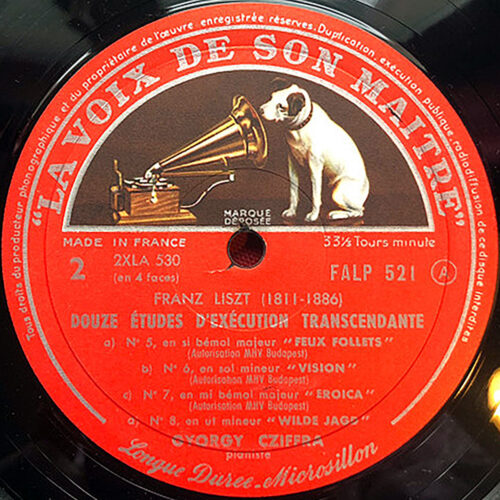 Tous droits du producteur phonographique et du propriétaire de l'œuvre enregistrée réservés. Duplication, exécution publique, radiodiffusion de ce disque interdites
"LA VOIX DE SON MAITRE"
MARQUE
DÉPOSÉE
MADE IN FRANCE
33⅓ Tours minute
2
2XLA 530
(en 4 faces)
FALP 521 A
FRANZ LISZT (1811-1886)
DOUZE ÉTUDES D'EXÉCUTION TRANSCENDANTE
a) N° 5, en si bémol majeur "FEUX FOLLETS"
(Autorisation MHV Budapest)
b) N° 6, en sol mineur "VISION"
(Autorisation MHV Budapest)
c) N° 7, en mi bémol majeur "EROICA"
(Autorisation MHV Budapest)
d) N° 8, en ut mineur "WILDE JAGD"
GYORGY CZIFFRA
pianiste
Longue Durée-Microsillon